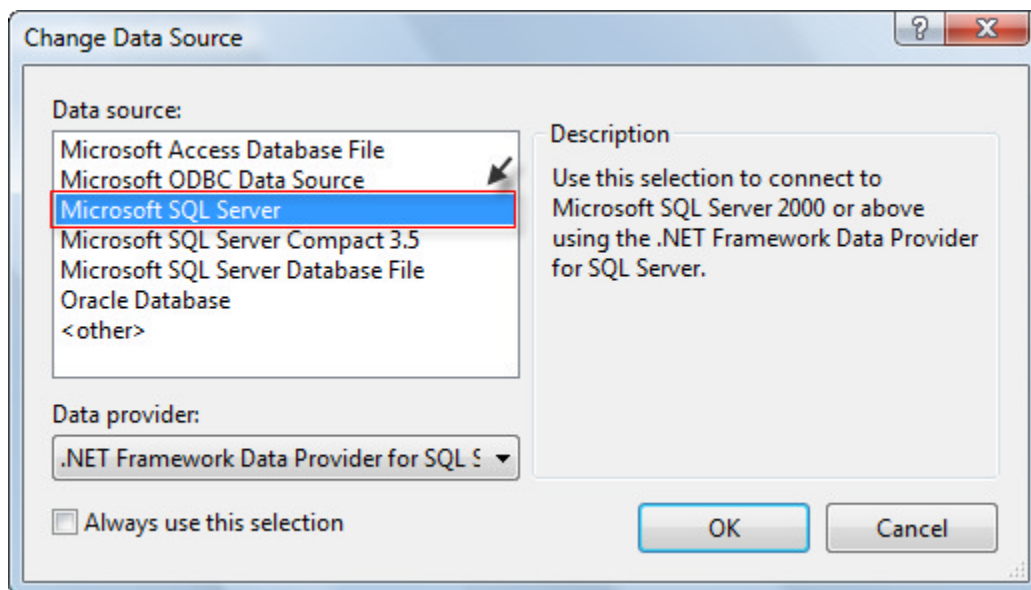 Change Data Source
Data source:
Microsoft Access Database File
Microsoft ODBC Data Source
Microsoft SQL Server
Microsoft SQL Server Compact 3.5
Microsoft SQL Server Database File
Oracle Database
<other>
Description
Use this selection to connect to
Microsoft SQL Server 2000 or above
using the .NET Framework Data Provider
for SQL Server.
Data provider:
.NET Framework Data Provider for SQL S
Always use this selection
OK
Cancel